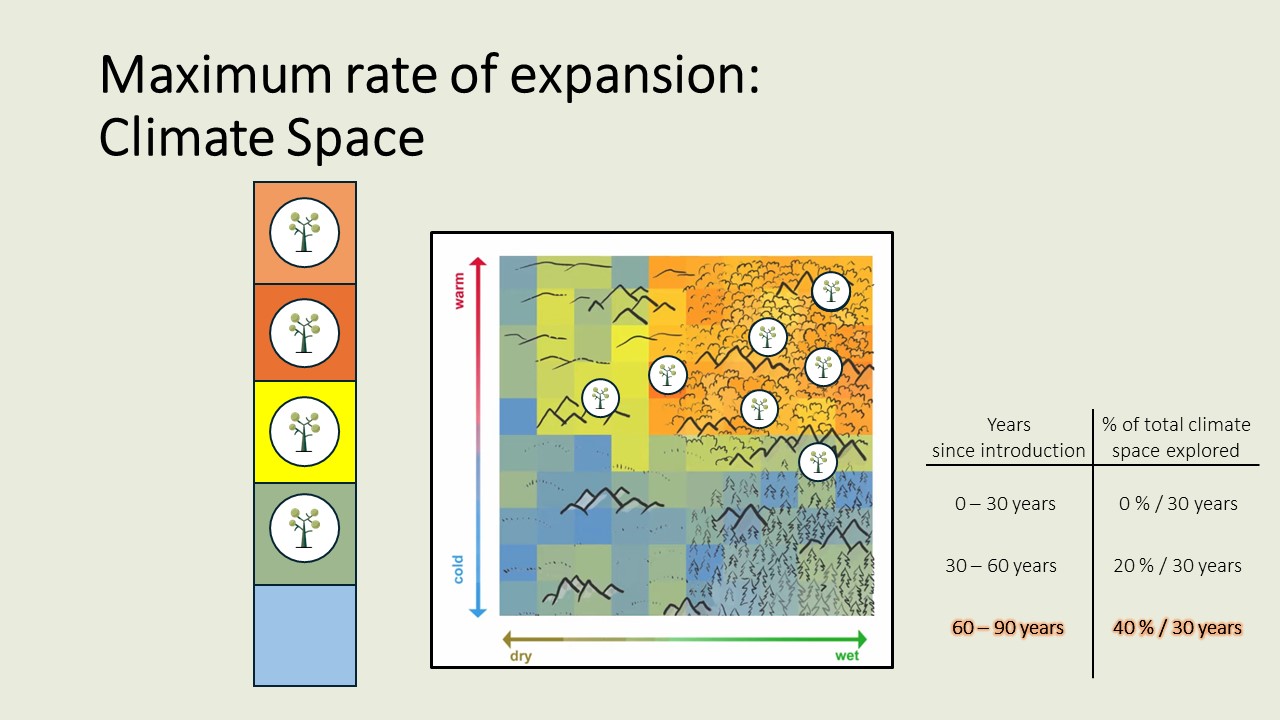 Maximum rate of expansion:
Climate Space
warm
cold
dry
wet
Years
since introduction
% of total climate
space explored
0 – 30 years
0 % / 30 years
30 – 60 years
20 % / 30 years
60 – 90 years
40 % / 30 years